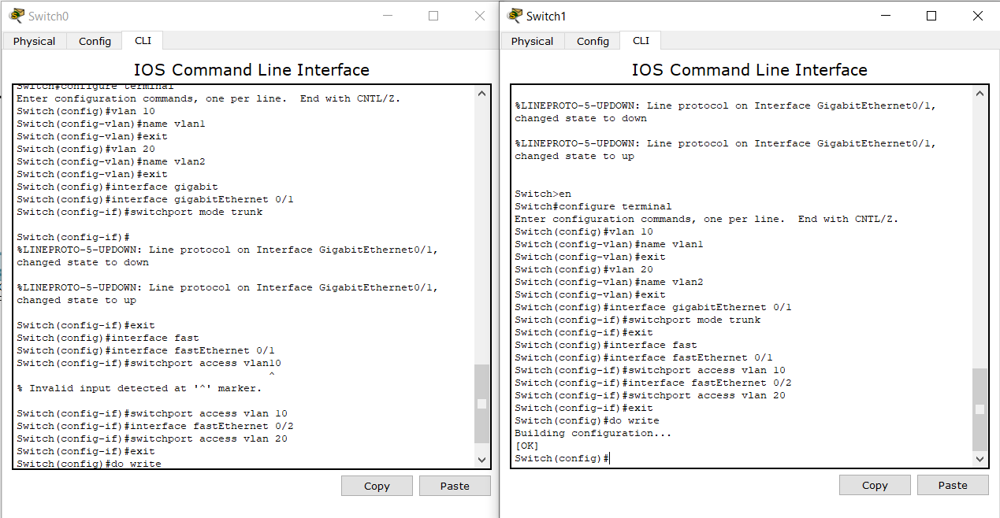 Switch0
Physical Config CLI
IOS Command Line Interface
Switch#configure terminal
Enter configuration commands, one per line.  End with CNTL/Z.
Switch(config)#vlan 10
Switch(config-vlan)#name vlan1
Switch(config-vlan)#exit
Switch(config)#vlan 20
Switch(config-vlan)#name vlan2
Switch(config-vlan)#exit
Switch(config)#interface gigabit
Switch(config)#interface gigabitEthernet 0/1
Switch(config-if)#switchport mode trunk
Switch(config-if)#
%LINEPROTO-5-UPDOWN: Line protocol on Interface GigabitEthernet0/1,
changed state to down
%LINEPROTO-5-UPDOWN: Line protocol on Interface GigabitEthernet0/1,
changed state to up
Switch(config-if)#exit
Switch(config)#interface fast
Switch(config)#interface fastEthernet 0/1
Switch(config-if)#switchport access vlan10
^
% Invalid input detected at '^' marker.
Switch(config-if)#switchport access vlan 10
Switch(config-if)#interface fastEthernet 0/2
Switch(config-if)#switchport access vlan 20
Switch(config-if)#exit
Switch(config)#do write
Copy Paste
Switch1
Physical Config CLI
IOS Command Line Interface
%LINEPROTO-5-UPDOWN: Line protocol on Interface GigabitEthernet0/1,
changed state to down
%LINEPROTO-5-UPDOWN: Line protocol on Interface GigabitEthernet0/1,
changed state to up
Switch>en
Switch#configure terminal
Enter configuration commands, one per line.  End with CNTL/Z.
Switch(config)#vlan 10
Switch(config-vlan)#name vlan1
Switch(config-vlan)#exit
Switch(config)#vlan 20
Switch(config-vlan)#name vlan2
Switch(config-vlan)#exit
Switch(config)#interface gigabitEthernet 0/1
Switch(config-if)#switchport mode trunk
Switch(config-if)#exit
Switch(config)#interface fast
Switch(config)#interface fastEthernet 0/1
Switch(config-if)#switchport access vlan 10
Switch(config-if)#interface fastEthernet 0/2
Switch(config-if)#switchport access vlan 20
Switch(config-if)#exit
Switch(config)#do write
Building configuration...
[OK]
Switch(config)#
Copy Paste